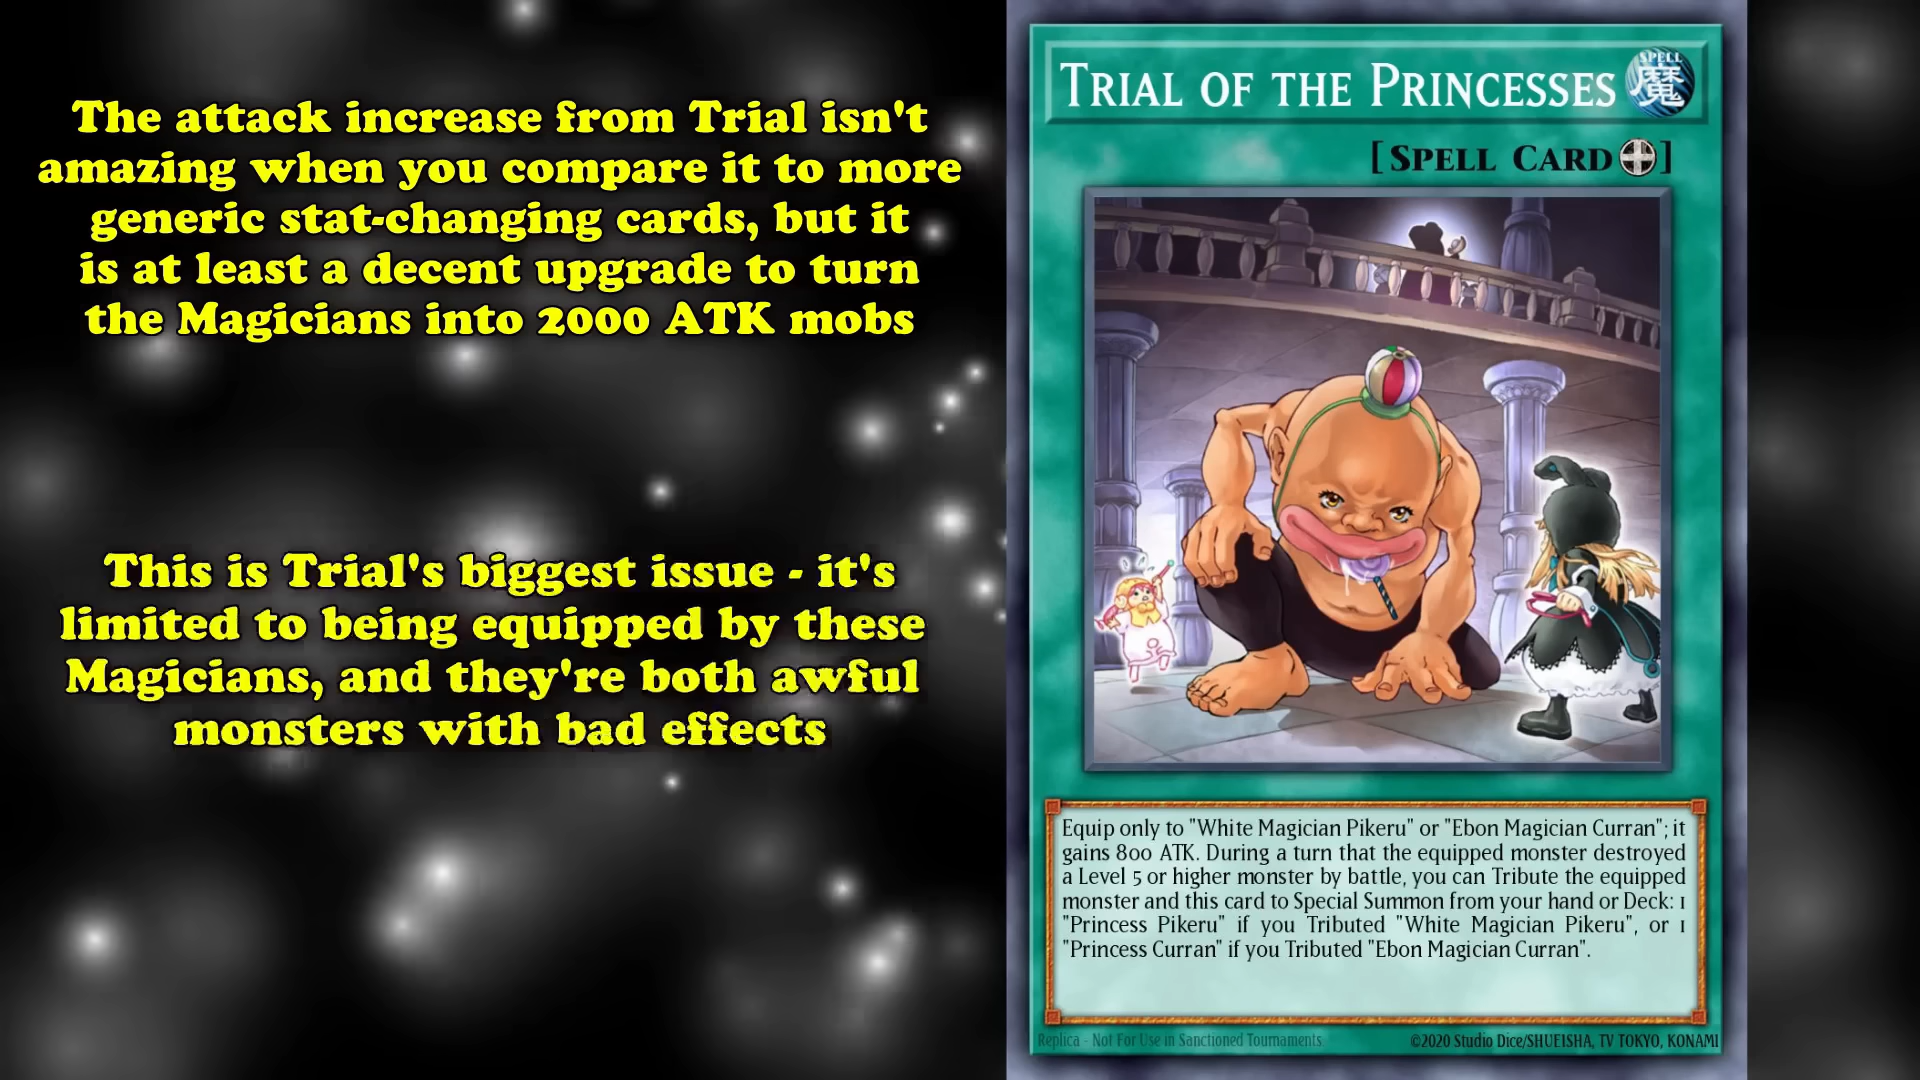 The attack increase from Trial isn't
amazing when you compare it to more
generic stat-changing cards, but it
is at least a decent upgrade to turn
the Magicians into 2000 ATK mobs
This is Trial's biggest issue - it's
limited to being equipped by these
Magicians, and they're both awful
monsters with bad effects
TRIAL OF THE PRINCESSES
SPELL
魔
[SPELL CARD]
Equip only to "White Magician Pikeru" or "Ebon Magician Curran"; it
gains 800 ATK. During a turn that the equipped monster destroyed
a Level 5 or higher monster by battle, you can Tribute the equipped
monster and this card to Special Summon from your hand or Deck: 1
"Princess Pikeru" if you Tributed "White Magician Pikeru", or 1
"Princess Curran" if you Tributed "Ebon Magician Curran".
Replica - Not For Use in Sanctioned Tournaments
©2020 Studio Dice/SHUEISHA, TV TOKYO, KONAMI